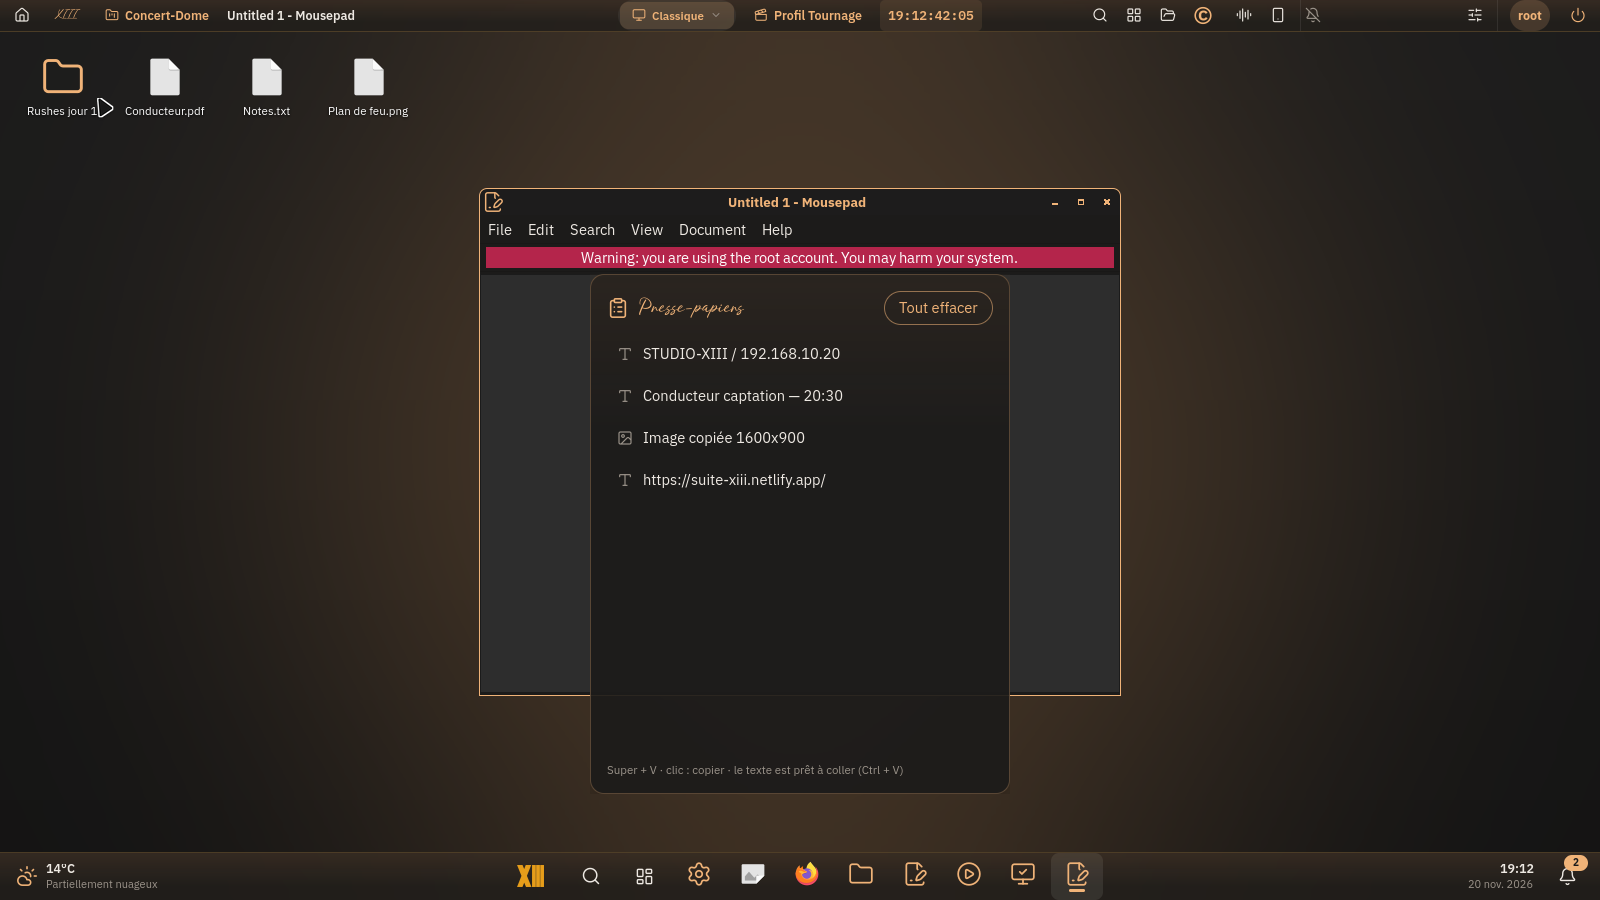 XIII Concert-Dome Untitled 1 - Mousepad Classique Profil Tournage 19:12:42:05 root
Rushes jour 1 Conducteur.pdf Notes.txt Plan de feu.png
Untitled 1 - Mousepad
File Edit Search View Document Help
Warning: you are using the root account. You may harm your system.
Presse-papiers Tout effacer
STUDIO-XIII / 192.168.10.20
Conducteur captation — 20:30
Image copiée 1600x900
https://suite-xiii.netlify.app/
Super + V · clic : copier · le texte est prêt à coller (Ctrl + V)
14°C
Partiellement nuageux
XIII
19:12
20 nov. 2026
2